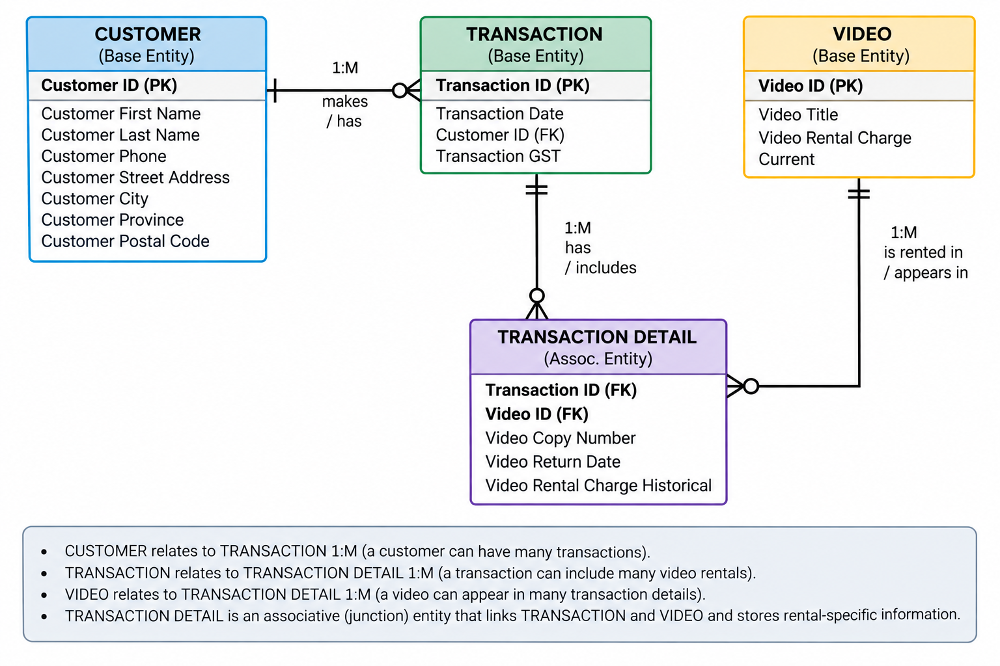 CUSTOMER
(Base Entity)
Customer ID (PK)
Customer First Name
Customer Last Name
Customer Phone
Customer Street Address
Customer City
Customer Province
Customer Postal Code
1:M
makes
/ has
TRANSACTION
(Base Entity)
Transaction ID (PK)
Transaction Date
Customer ID (FK)
Transaction GST
VIDEO
(Base Entity)
Video ID (PK)
Video Title
Video Rental Charge
Current
1:M
has
/ includes
1:M
is rented in
/ appears in
TRANSACTION DETAIL
(Assoc. Entity)
Transaction ID (FK)
Video ID (FK)
Video Copy Number
Video Return Date
Video Rental Charge Historical
• CUSTOMER relates to TRANSACTION 1:M (a customer can have many transactions).
• TRANSACTION relates to TRANSACTION DETAIL 1:M (a transaction can include many video rentals).
• VIDEO relates to TRANSACTION DETAIL 1:M (a video can appear in many transaction details).
• TRANSACTION DETAIL is an associative (junction) entity that links TRANSACTION and VIDEO and stores rental-specific information.